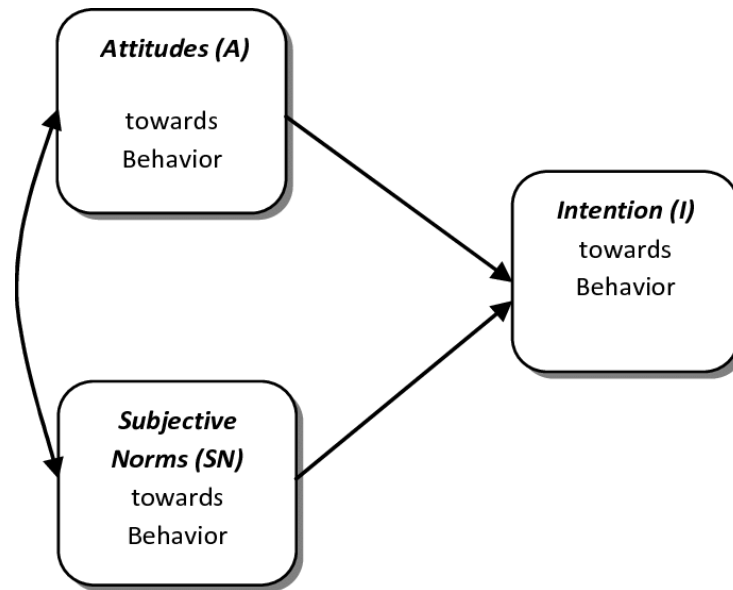 Attitudes (A)
towards
Behavior
Intention (I)
towards
Behavior
Subjective
Norms (SN)
towards
Behavior